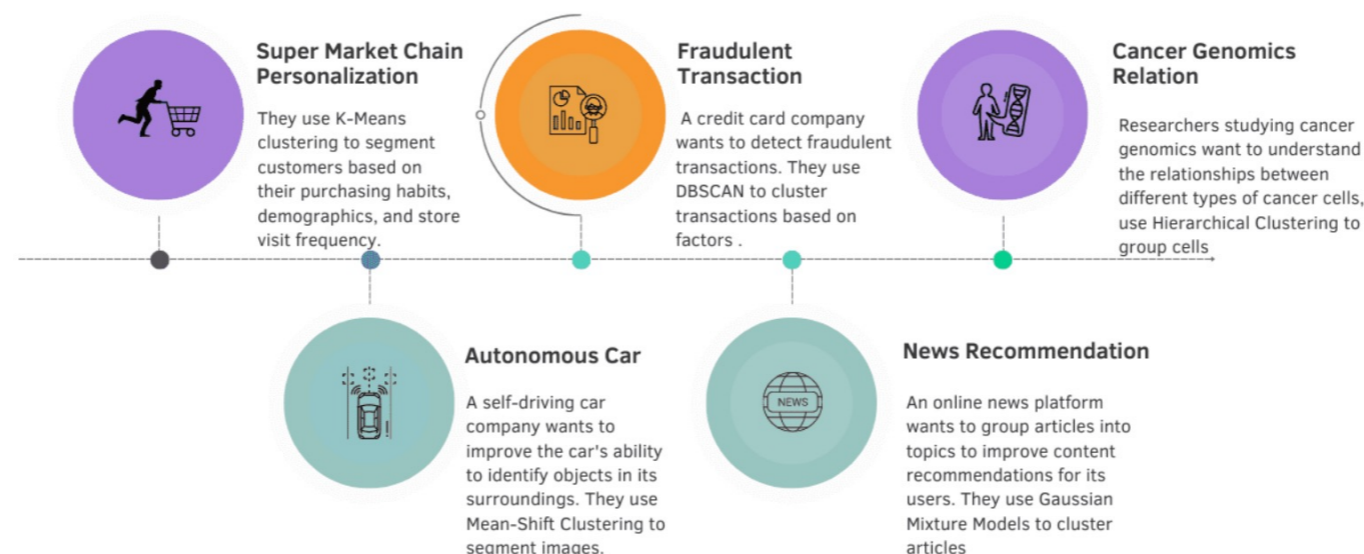 Super Market Chain
Personalization
They use K-Means
clustering to segment
customers based on
their purchasing habits,
demographics, and store
visit frequency.
Fraudulent
Transaction
A credit card company
wants to detect fraudulent
transactions. They use
DBSCAN to cluster
transactions based on
factors .
Cancer Genomics
Relation
Researchers studying cancer
genomics want to understand
the relationships between
different types of cancer cells,
use Hierarchical Clustering to
group cells
Autonomous Car
A self-driving car
company wants to
improve the car's ability
to identify objects in its
surroundings. They use
Mean-Shift Clustering to
segment images.
NEWS
News Recommendation
An online news platform
wants to group articles into
topics to improve content
recommendations for its
users. They use Gaussian
Mixture Models to cluster
articles